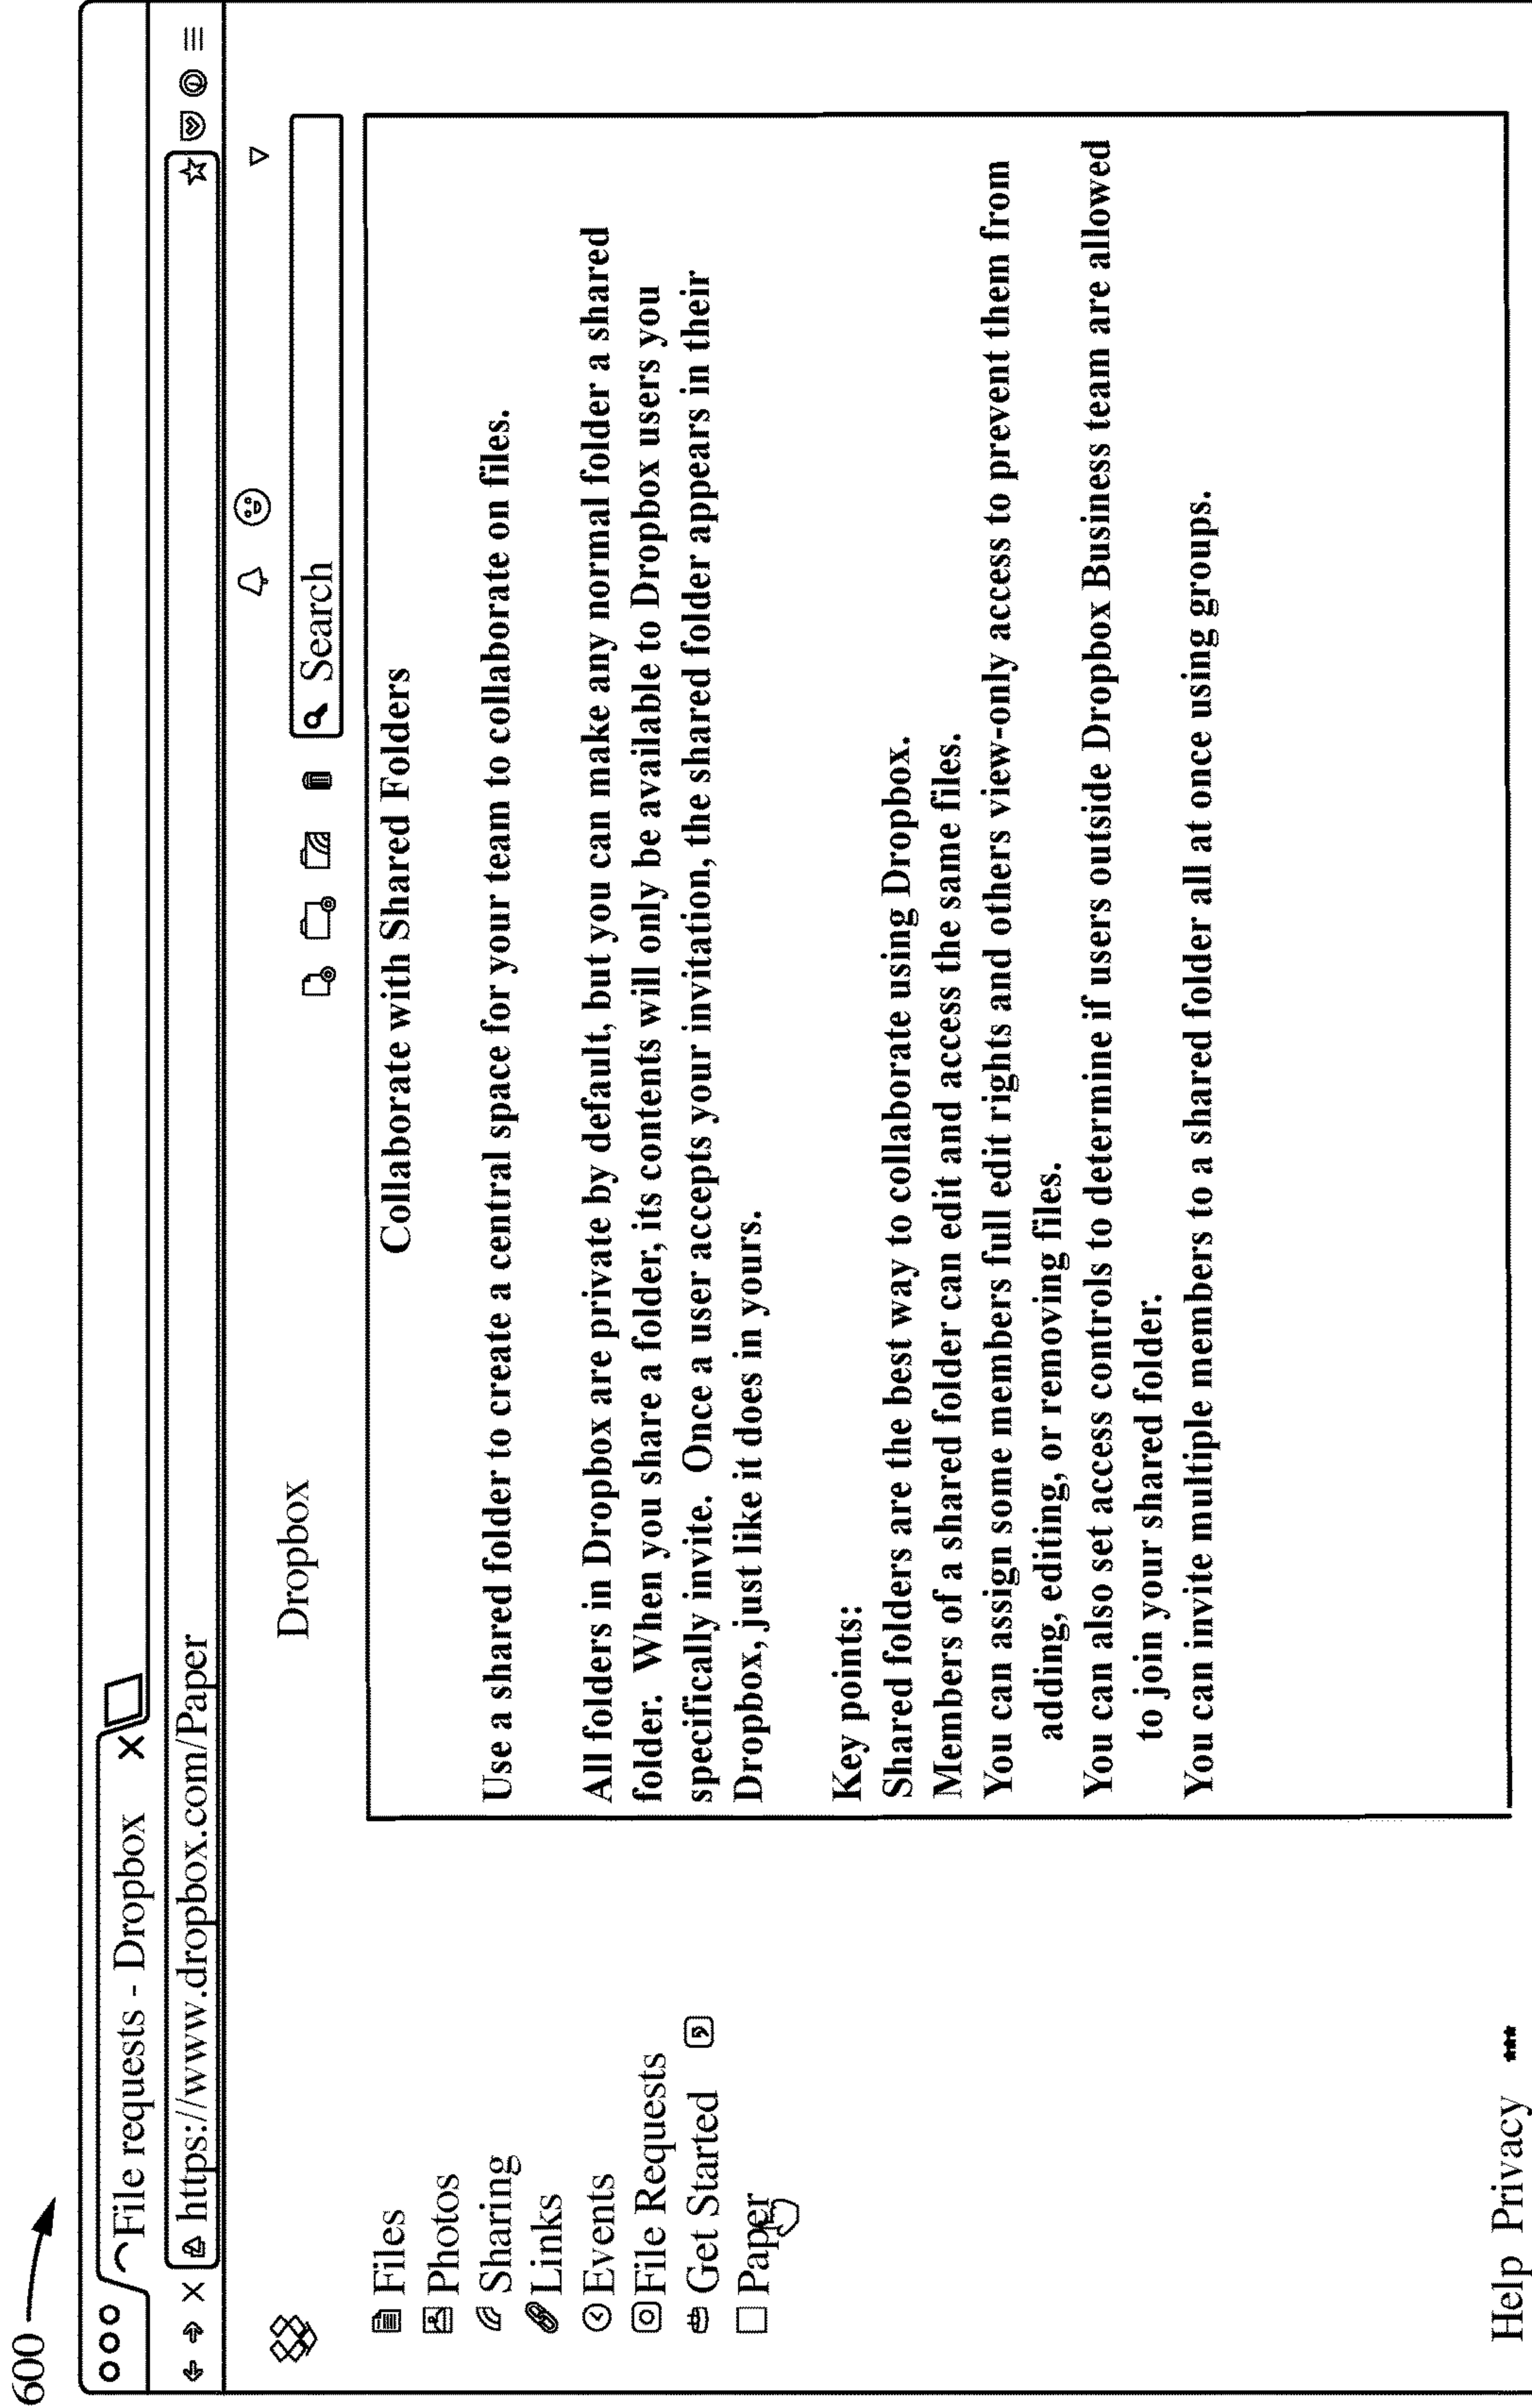 600
File requests - Dropbox X
https://www.dropbox.com/Paper
Dropbox
Search
Files
Photos
Sharing
Links
Events
File Requests
Get Started
Paper
Collaborate with Shared Folders
Use a shared folder to create a central space for your team to collaborate on files.
All folders in Dropbox are private by default, but you can make any normal folder a shared
folder. When you share a folder, its contents will only be available to Dropbox users you
specifically invite. Once a user accepts your invitation, the shared folder appears in their
Dropbox, just like it does in yours.
Key points:
Shared folders are the best way to collaborate using Dropbox.
Members of a shared folder can edit and access the same files.
You can assign some members full edit rights and others view-only access to prevent them from
adding, editing, or removing files.
You can also set access controls to determine if users outside Dropbox Business team are allowed
to join your shared folder.
You can invite multiple members to a shared folder all at once using groups.
Help Privacy